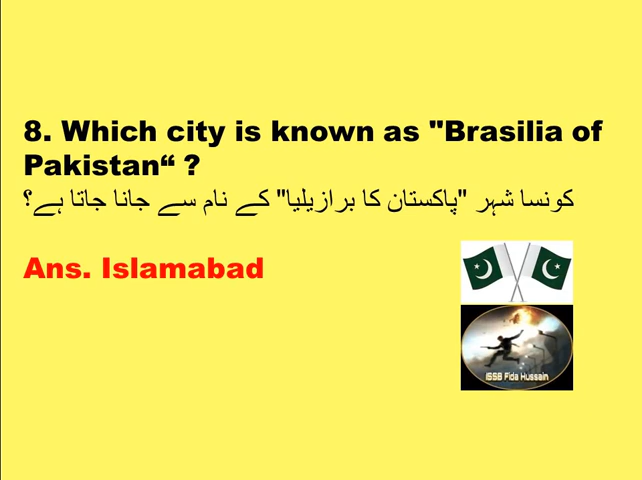 8. Which city is known as "Brasilia of
Pakistan“ ?
کونسا شہر "پاکستان کا برازیلیا" کے نام سے جانا جاتا ہے؟
Ans. Islamabad
ISSB Fida Hussain